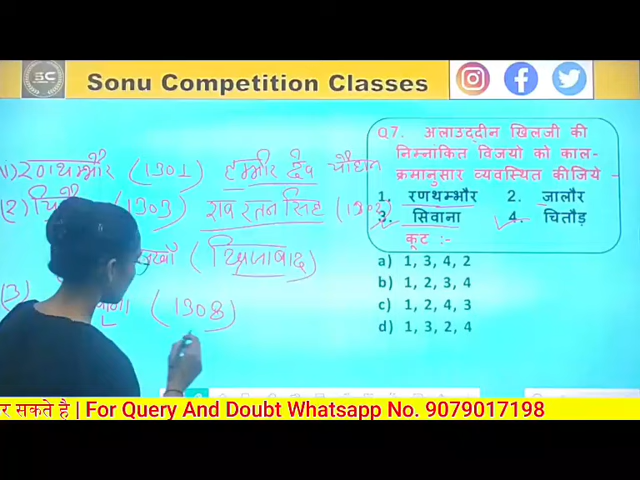 SC
Sonu Competition Classes
Q7. अलाउद्दीन खिलजी की
निम्नांकित विजयो को काल-
क्रमानुसार व्यवस्थित कीजिये -
1. रणथम्भौर 2. जालौर
3. सिवाना 4. चितौड़
कूट :-
a) 1, 3, 4, 2
b) 1, 2, 3, 4
c) 1, 2, 4, 3
d) 1, 3, 2, 4
(1) रणथम्भौर (1301) हम्मीर देव चौहान
(2) (1303) राव रतन सिंह (1303)
(खिज्राबाद)
(3) (1308)
र सकते है | For Query And Doubt Whatsapp No. 9079017198